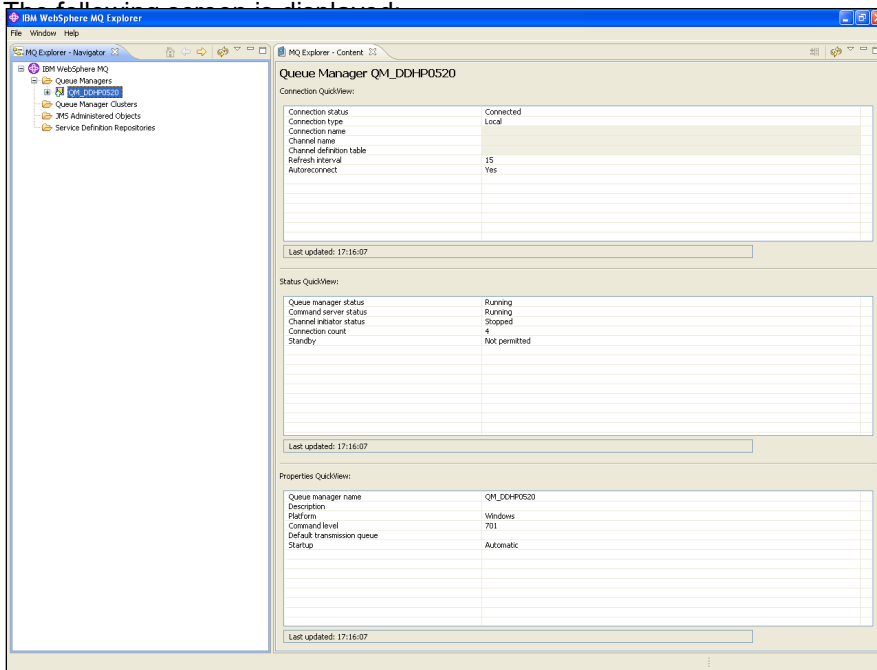 The following screen is displayed:
IBM WebSphere MQ Explorer
File Window Help
MQ Explorer - Navigator
IBM WebSphere MQ
Queue Managers
QM_DDHP0520
Queue Manager Clusters
JMS Administered Objects
Service Definition Repositories
MQ Explorer - Content
Queue Manager QM_DDHP0520
Connection QuickView:
Connection status Connected
Connection type Local
Connection name
Channel name
Channel definition table
Refresh interval 15
Autoreconnect Yes
Last updated: 17:16:07
Status QuickView:
Queue manager status Running
Command server status Running
Channel initiator status Stopped
Connection count 4
Standby Not permitted
Last updated: 17:16:07
Properties QuickView:
Queue manager name QM_DDHP0520
Description
Platform Windows
Command level 701
Default transmission queue
Startup Automatic
Last updated: 17:16:07